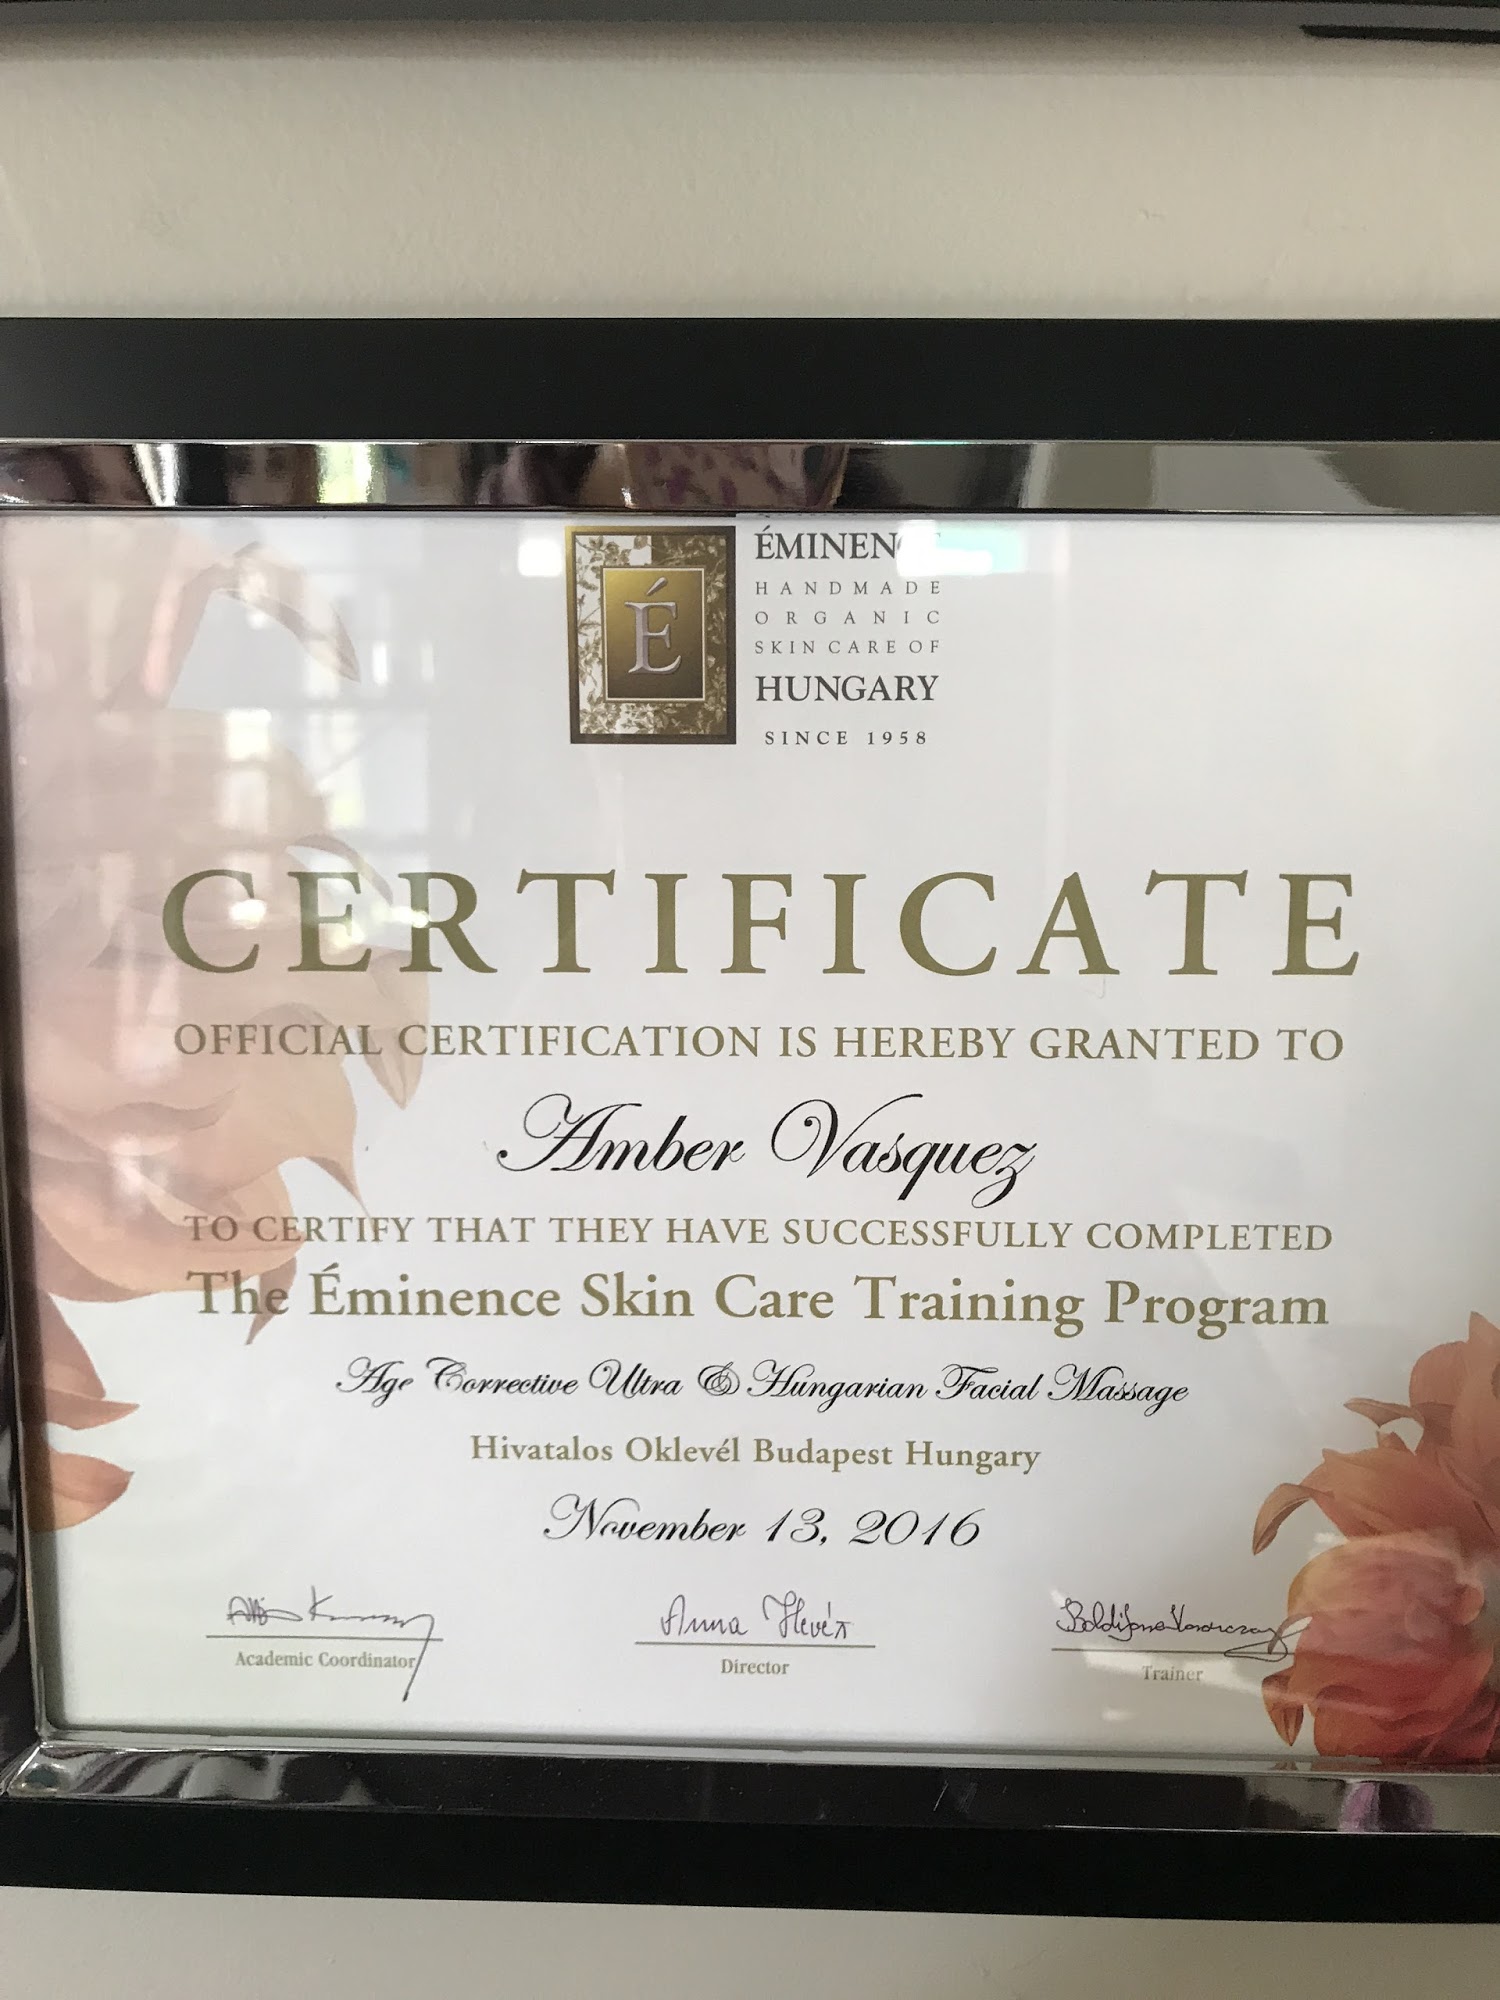 É
ÉMINEN
HANDMADE
ORGANIC
SKIN CARE OF
HUNGARY
SINCE 1958
CERTIFICATE
OFFICIAL CERTIFICATION IS HEREBY GRANTED TO
Amber Vasquez
TO CERTIFY THAT THEY HAVE SUCCESSFULLY COMPLETED
The Éminence Skin Care Training Program
Age Corrective Ultra & Hungarian Facial Massage
Hivatalos Oklevél Budapest Hungary
November 13, 2016
Anna
Academic Coordinator
Director
Trainer